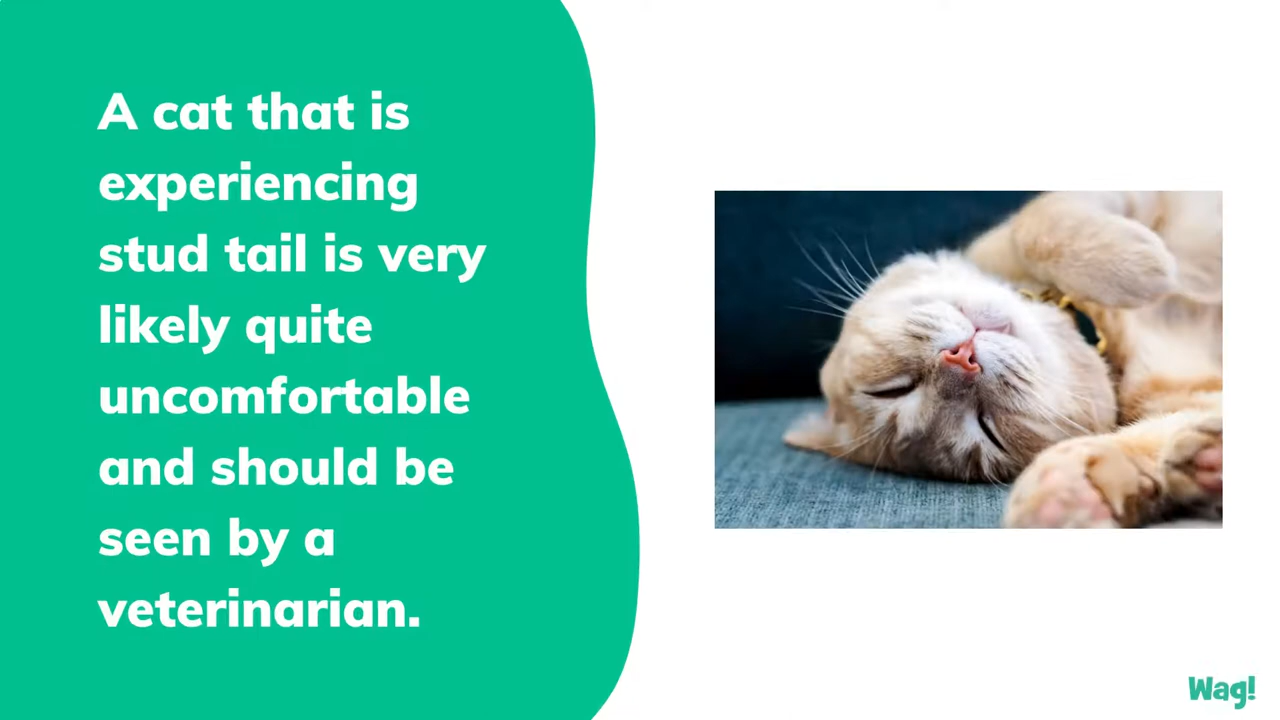 A cat that is
experiencing
stud tail is very
likely quite
uncomfortable
and should be
seen by a
veterinarian.
Wag!